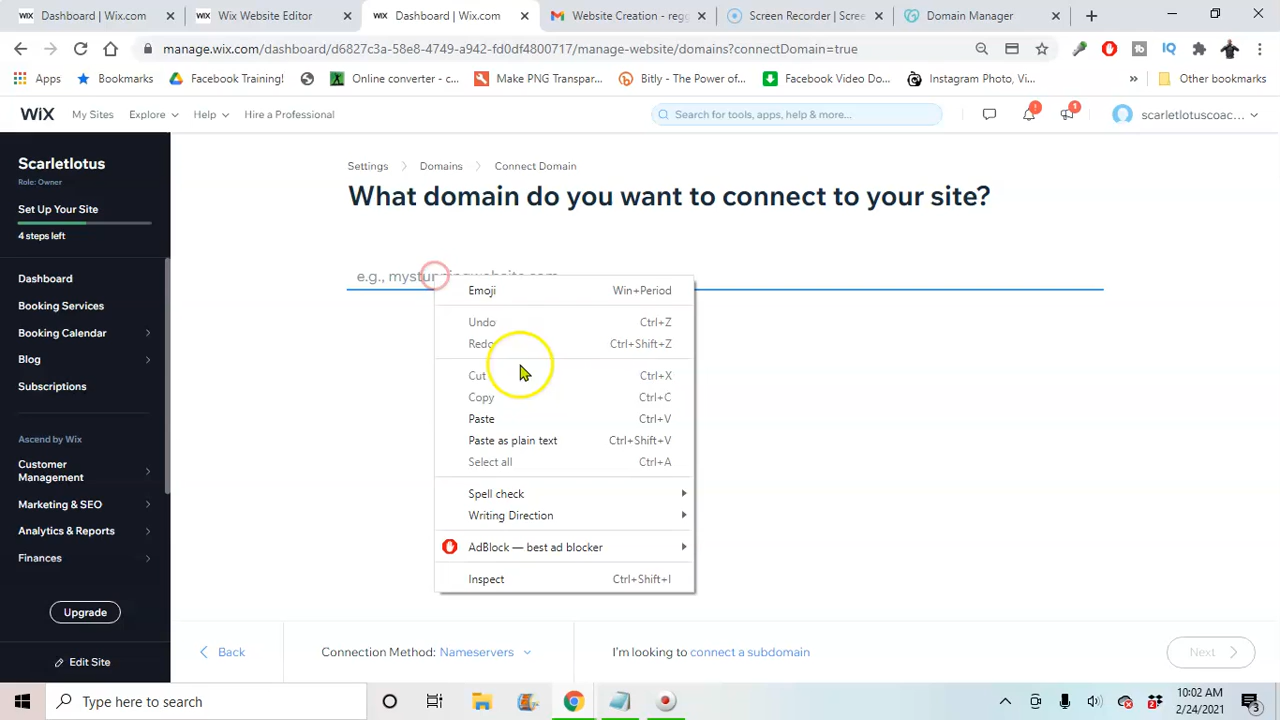 Dashboard | Wix.com
Wix Website Editor
Dashboard | Wix.com
Website Creation - regg
Screen Recorder | Scree
Domain Manager
manage.wix.com/dashboard/d6827c3a-58e8-4749-a942-fd0df4800717/manage-website/domains?connectDomain=true
Apps
Bookmarks
Facebook Training!
Online converter - c...
Make PNG Transpar...
Bitly - The Power of...
Facebook Video Do...
Instagram Photo, Vi...
Other bookmarks
WIX
My Sites
Explore
Help
Hire a Professional
Search for tools, apps, help & more...
1
scarletlotuscoac...
Scarletlotus
Role: Owner
Set Up Your Site
4 steps left
Dashboard
Booking Services
Booking Calendar
Blog
Subscriptions
Ascend by Wix
Customer
Management
Marketing & SEO
Analytics & Reports
Finances
Upgrade
Edit Site
Settings
Domains
Connect Domain
What domain do you want to connect to your site?
e.g., mystunningwebsite.com
Emoji Win+Period
Undo Ctrl+Z
Redo Ctrl+Shift+Z
Cut Ctrl+X
Copy Ctrl+C
Paste Ctrl+V
Paste as plain text Ctrl+Shift+V
Select all Ctrl+A
Spell check
Writing Direction
AdBlock — best ad blocker
Inspect Ctrl+Shift+I
Back
Connection Method: Nameservers
I'm looking to connect a subdomain
Next
Type here to search
2
10:02 AM
2/24/2021
3